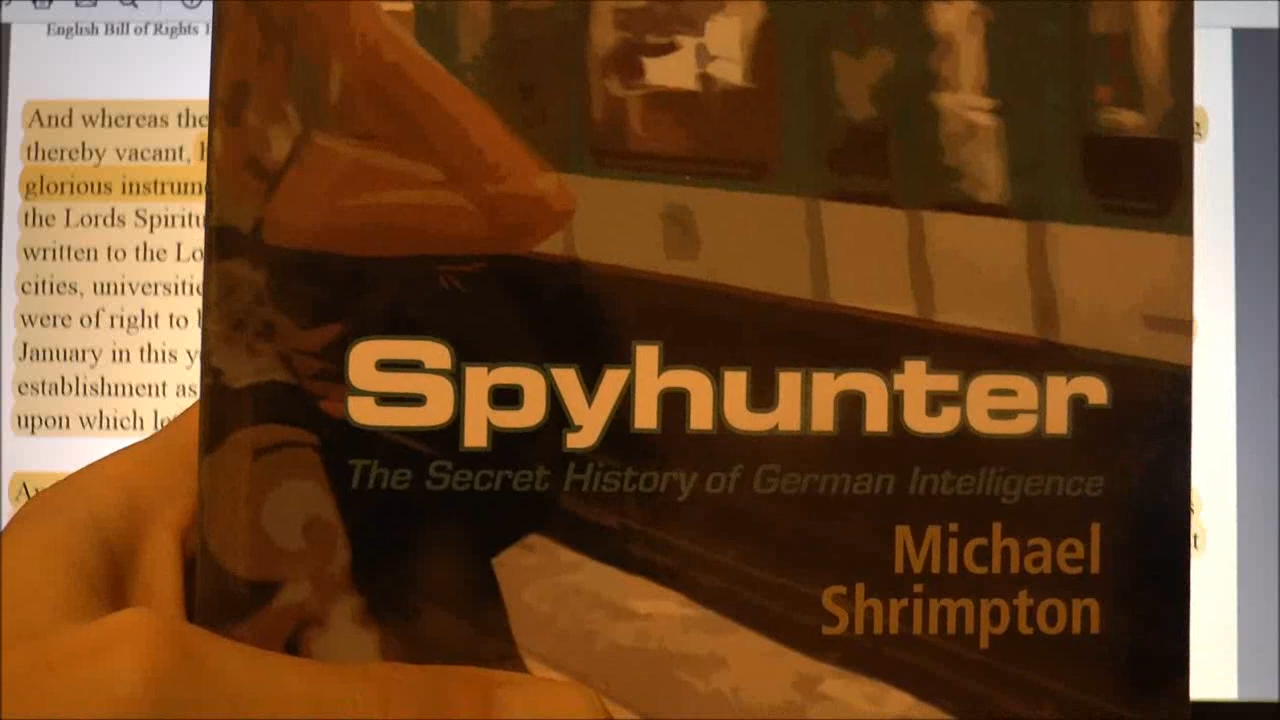 English Bill of Rights 1
And whereas the
thereby vacant,
glorious instrum
the Lords Spiritu
written to the Lo
cities, universitie
were of right to
January in this y
establishment as
upon which le
Spyhunter
The Secret History of German Intelligence
Michael
Shrimpton